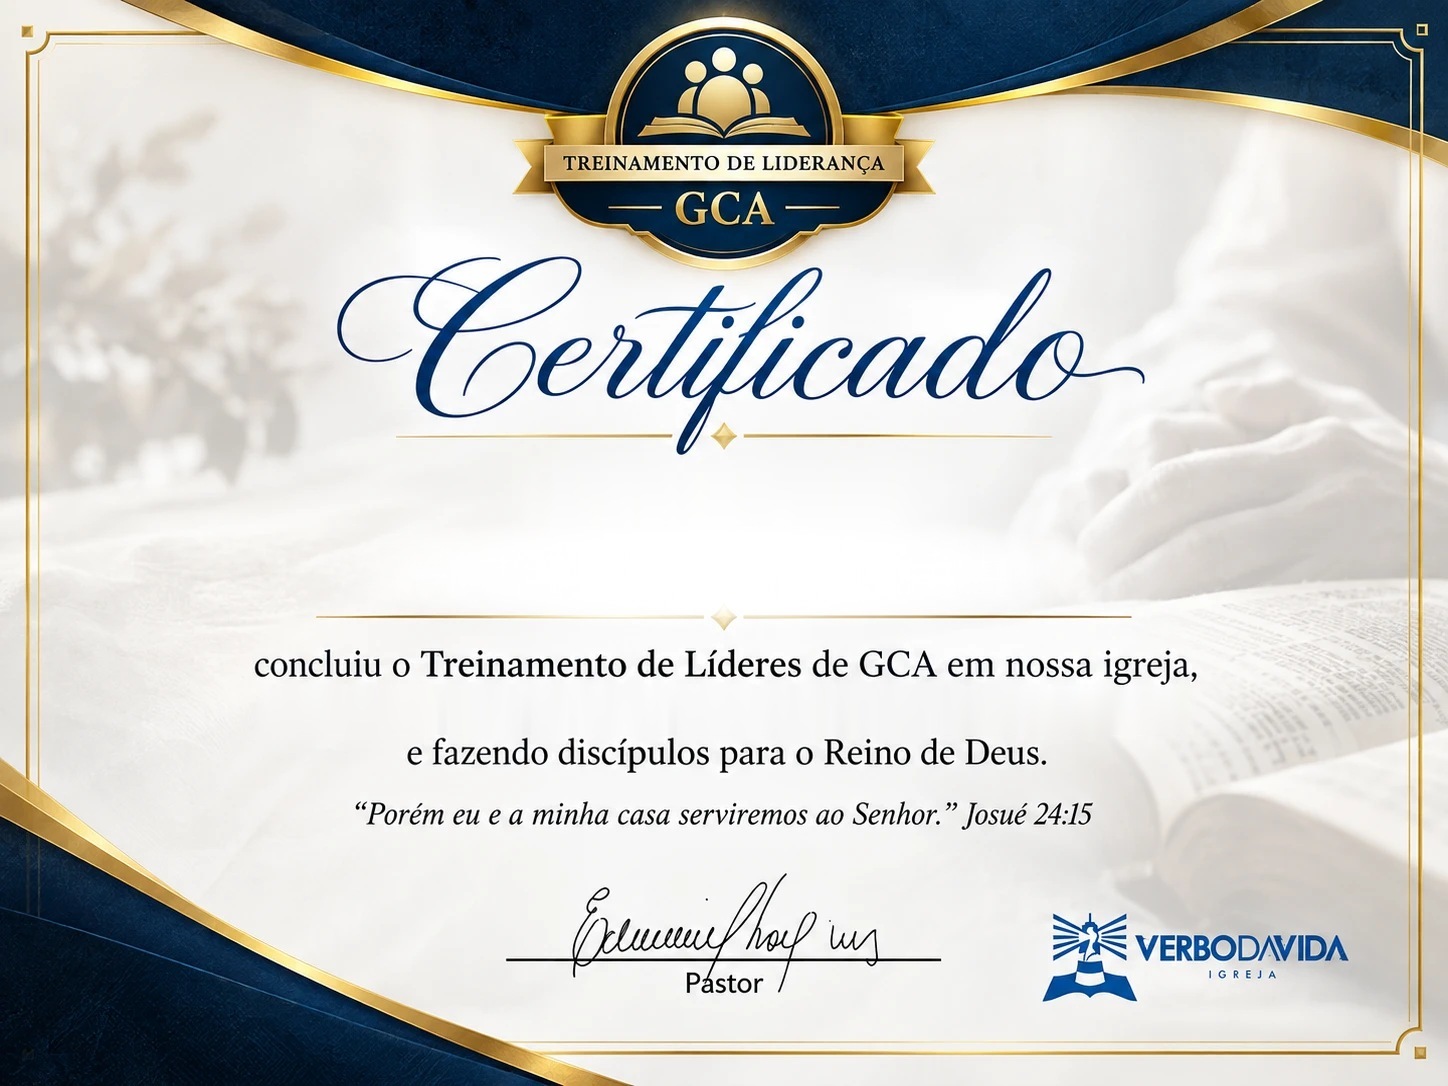 TREINAMENTO DE LIDERANÇA
GCA
Certificado
concluiu o Treinamento de Líderes de GCA em nossa igreja,
e fazendo discípulos para o Reino de Deus.
“Porém eu e a minha casa serviremos ao Senhor.” Josué 24:15
Pastor
VERBODAVIDA
IGREJA